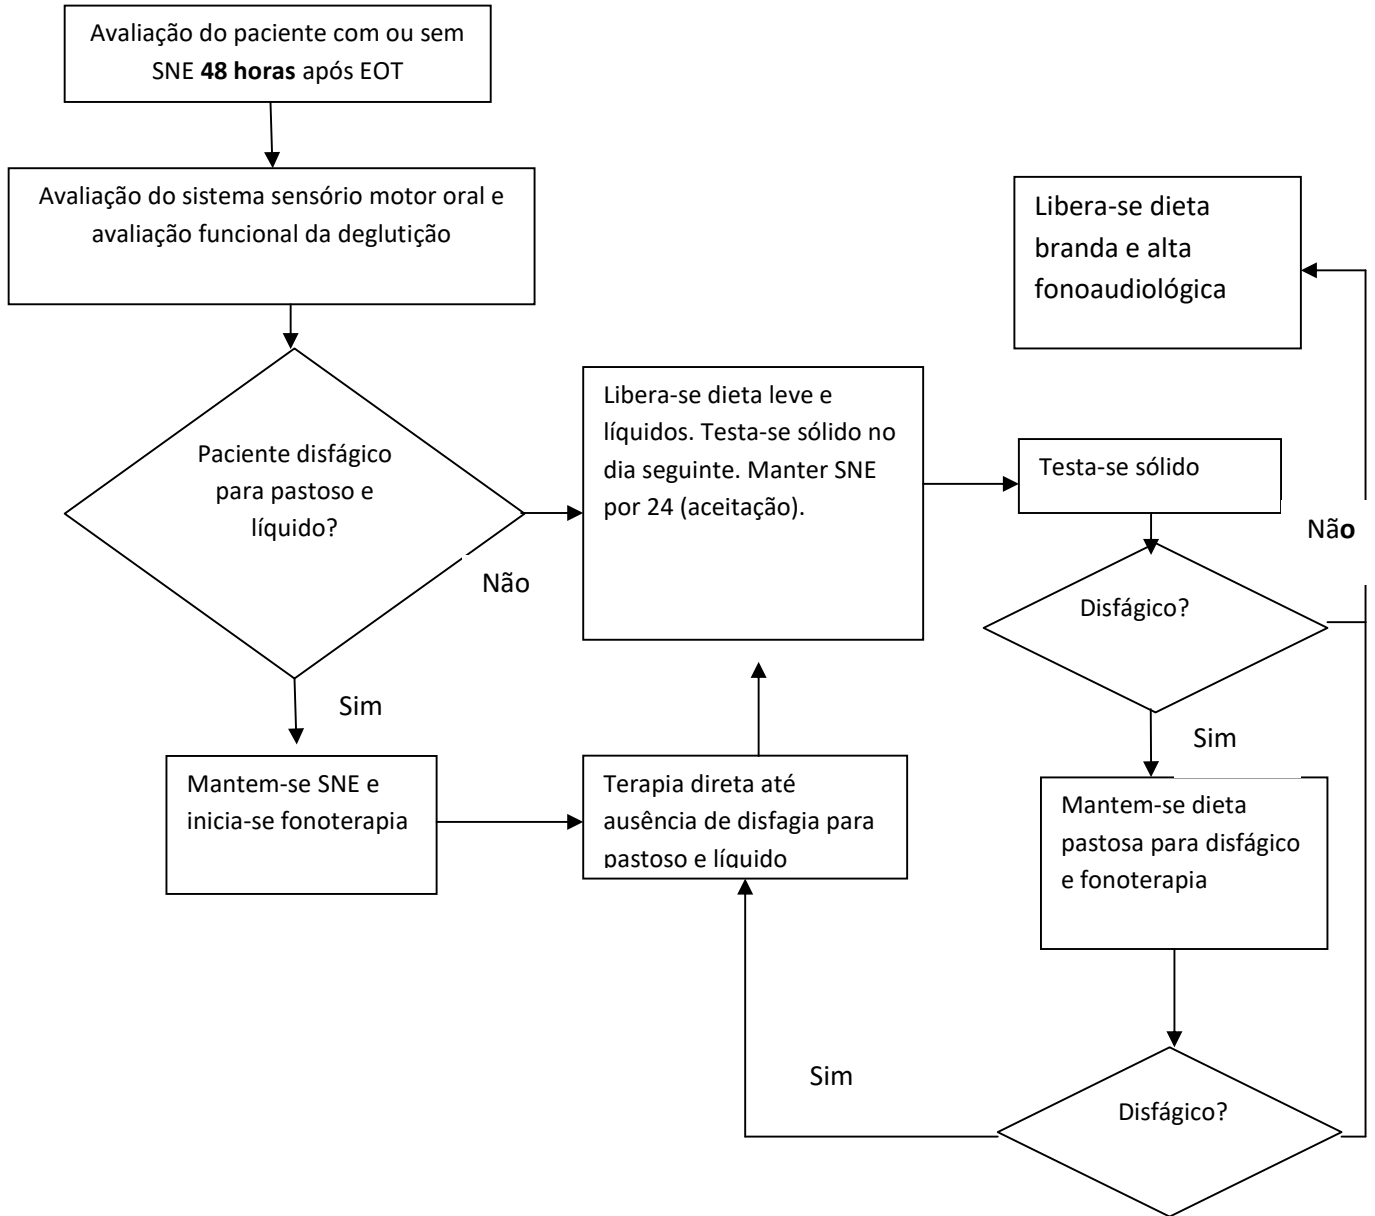 Avaliação do paciente com ou sem
SNE 48 horas após EOT
Avaliação do sistema sensório motor oral e
avaliação funcional da deglutição
Paciente disfágico
para pastoso e
líquido?
Não
Sim
Mantem-se SNE e
inicia-se fonoterapia
Terapia direta até
ausência de disfagia para
pastoso e líquido
Libera-se dieta leve e
líquidos. Testa-se sólido no
dia seguinte. Manter SNE
por 24 (aceitação).
Testa-se sólido
Disfágico?
Não
Libera-se dieta
branda e alta
fonoaudiológica
Sim
Mantem-se dieta
pastosa para disfágico
e fonoterapia
Disfágico?
Sim